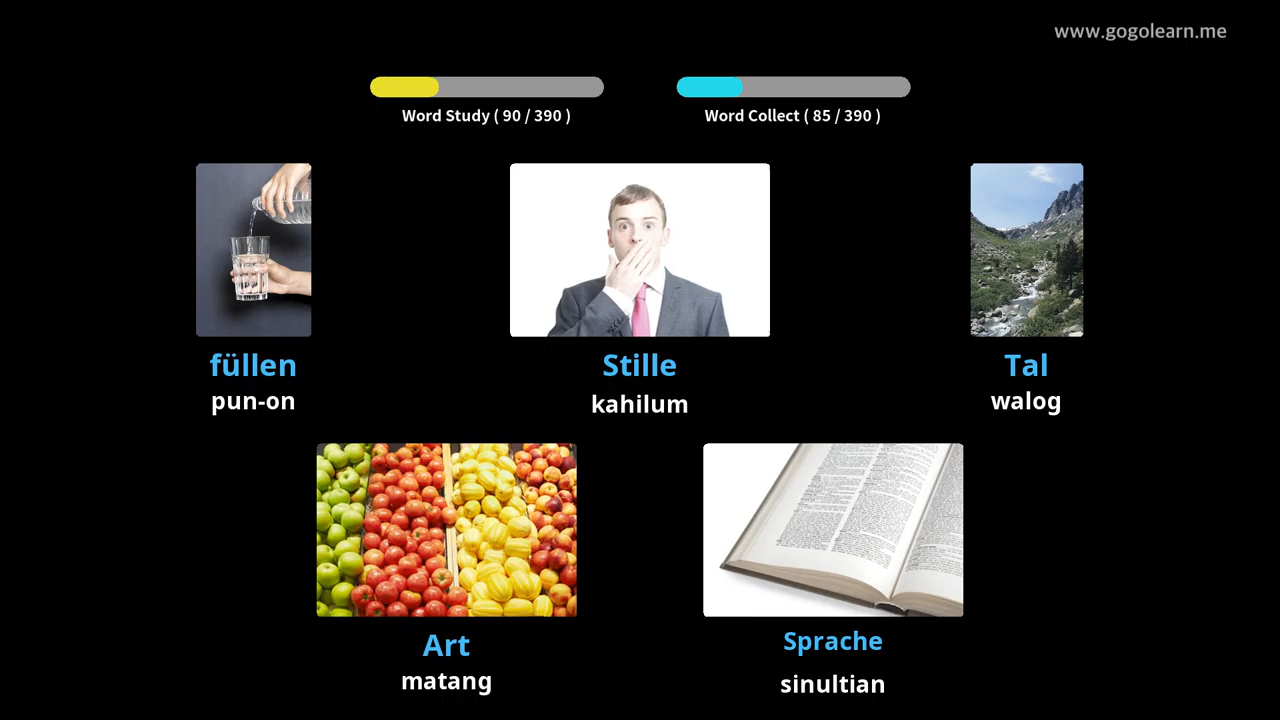 www.gogolearn.me
Word Study ( 90 / 390 )
Word Collect ( 85 / 390 )
füllen
pun-on
Stille
kahilum
Tal
walog
Art
matang
Sprache
sinultian